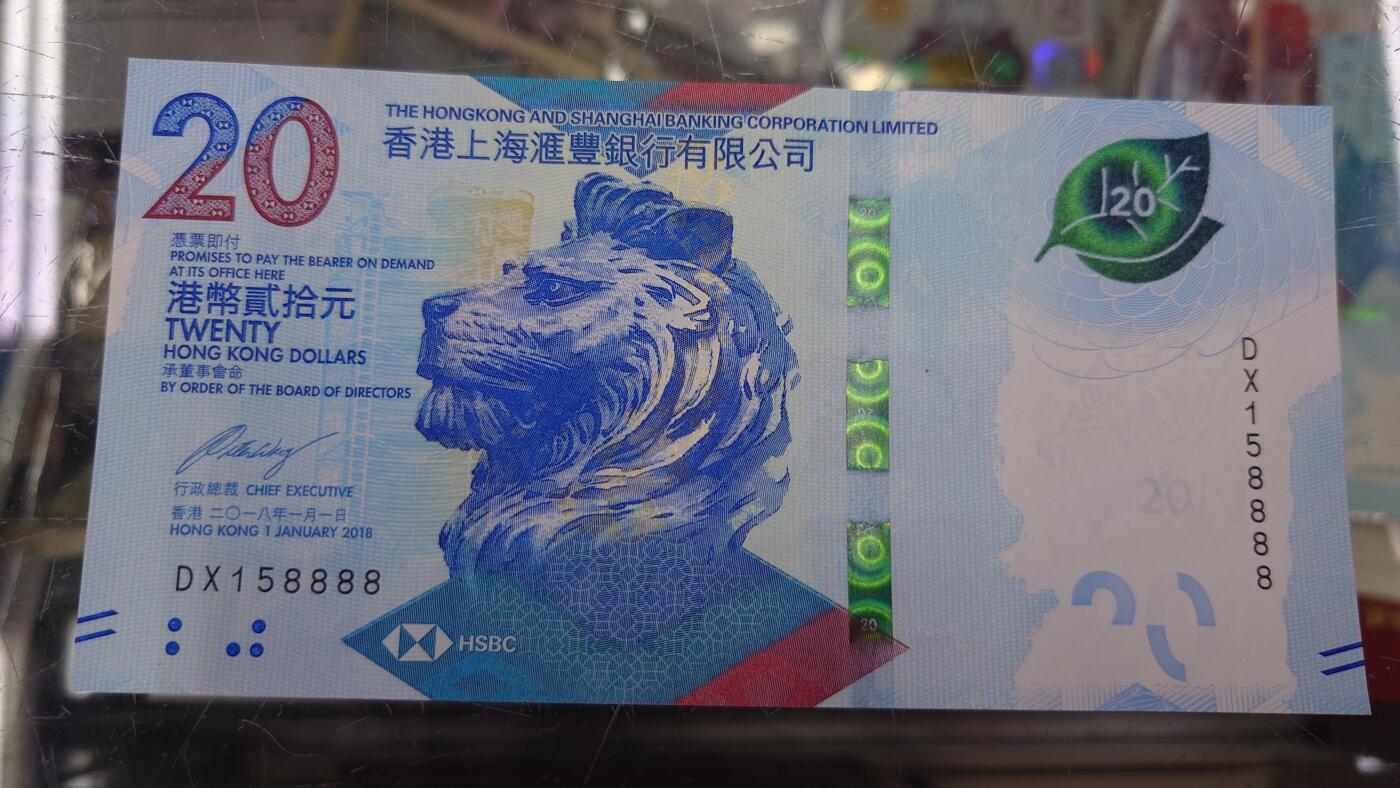 20
THE HONGKONG AND SHANGHAI BANKING CORPORATION LIMITED
香港上海滙豐銀行有限公司
憑票即付
PROMISES TO PAY THE BEARER ON DEMAND
AT ITS OFFICE HERE
港幣貳拾元
TWENTY
HONG KONG DOLLARS
承董事會命
BY ORDER OF THE BOARD OF DIRECTORS
行政總裁 CHIEF EXECUTIVE
香港 二〇一八年一月一日
HONG KONG 1 JANUARY 2018
DX158888
HSBC
20
20
20
DX158888
20
20